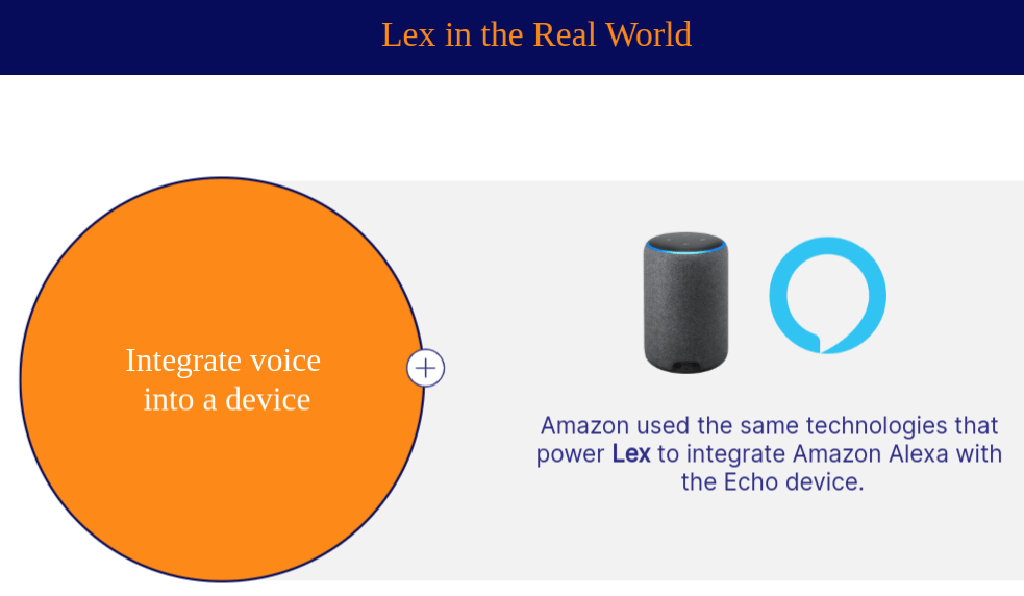 Lex in the Real World
Integrate voice
into a device
Amazon used the same technologies that
power Lex to integrate Amazon Alexa with
the Echo device.